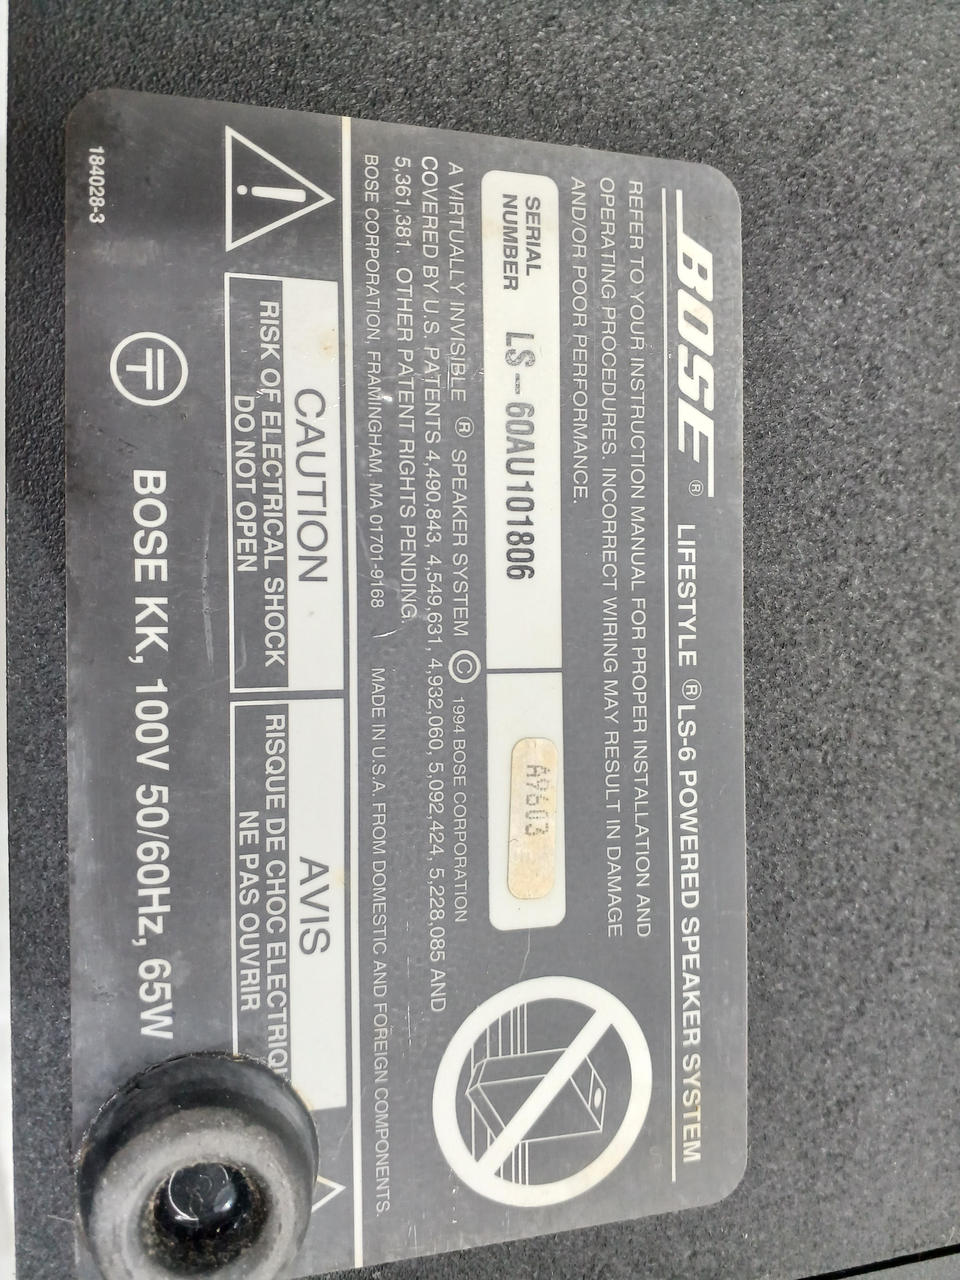 BOSE ® LIFESTYLE ® LS-6 POWERED SPEAKER SYSTEM
REFER TO YOUR INSTRUCTION MANUAL FOR PROPER INSTALLATION AND
OPERATING PROCEDURES. INCORRECT WIRING MAY RESULT IN DAMAGE
AND/OR POOR PERFORMANCE.
SERIAL
NUMBER LS--60AU101806
A9603
A VIRTUALLY INVISIBLE ® SPEAKER SYSTEM © 1994 BOSE CORPORATION
COVERED BY U.S. PATENTS 4,490,843, 4,549,631, 4,932,060, 5,092,424, 5,228,085 AND
5,361,381. OTHER PATENT RIGHTS PENDING.
BOSE CORPORATION, FRAMINGHAM, MA 01701-9168 MADE IN U.S.A. FROM DOMESTIC AND FOREIGN COMPONENTS.
CAUTION
RISK OF ELECTRICAL SHOCK
DO NOT OPEN
AVIS
RISQUE DE CHOC ELECTRIQUE
NE PAS OUVRIR
BOSE KK, 100V 50/60Hz, 65W
184028-3